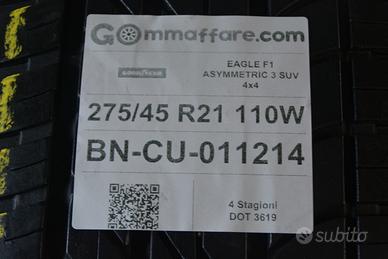 GOmmaffare.com
GOODYEAR
EAGLE F1
ASYMMETRIC 3 SUV
4x4
275/45 R21 110W
BN-CU-011214
4 Stagioni
DOT 3619
subito